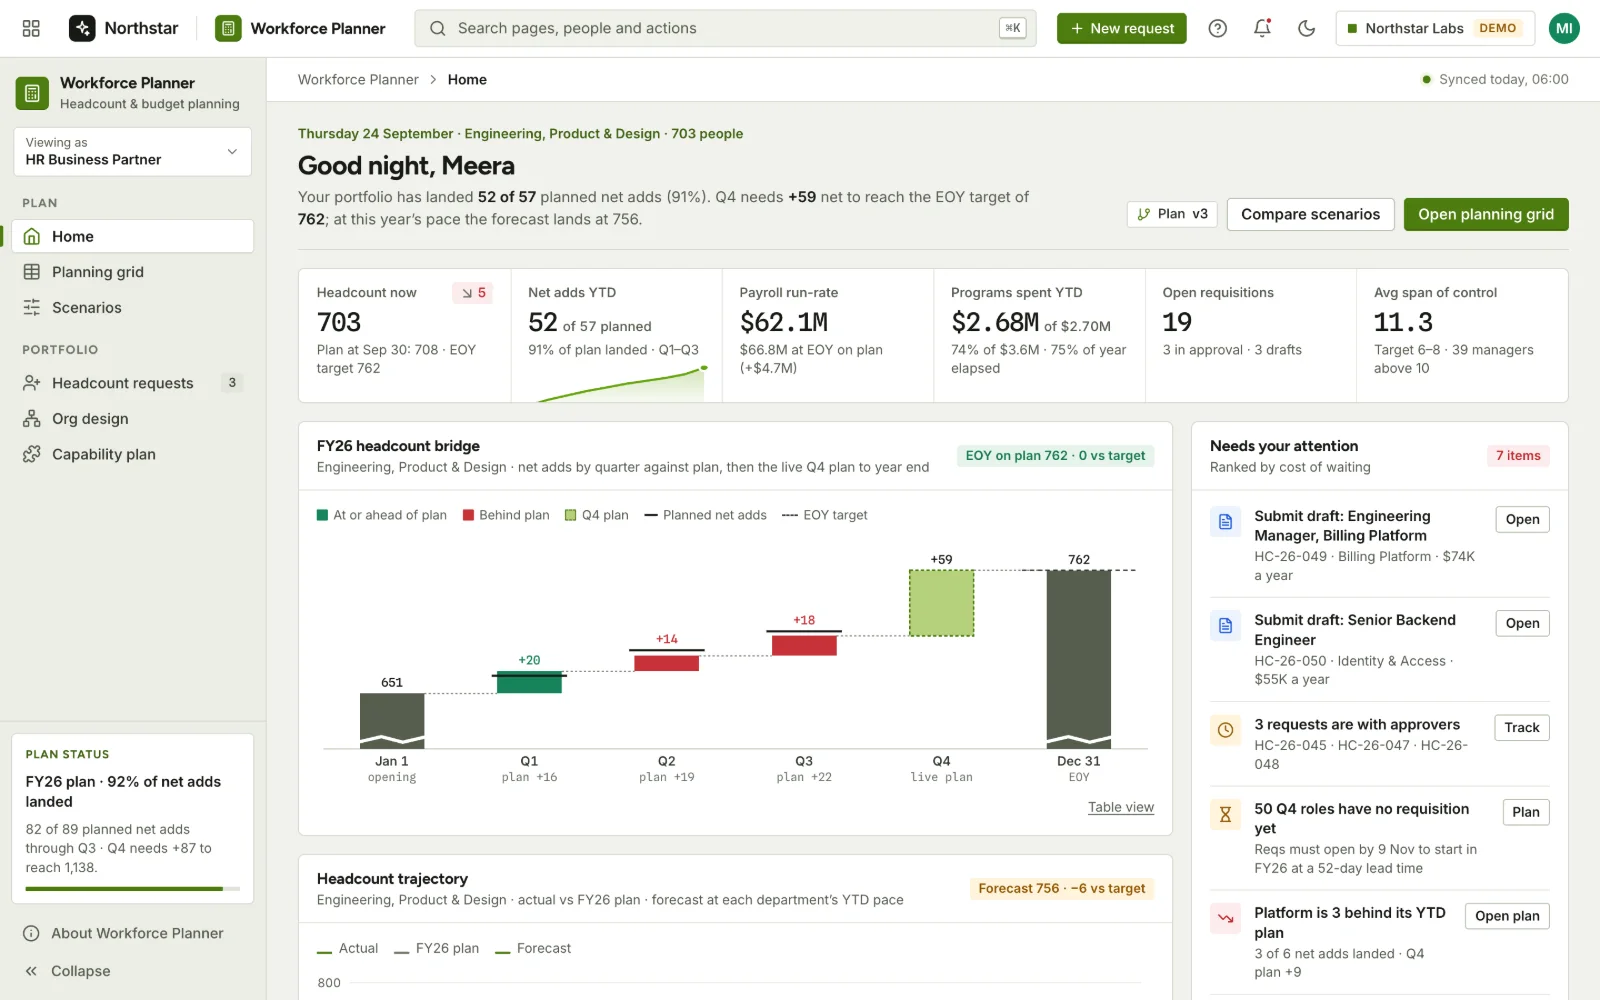 Northstar
Workforce Planner
Search pages, people and actions
⌘K
+ New request
Northstar Labs DEMO
MI
Workforce Planner
Headcount & budget planning
Viewing as
HR Business Partner
PLAN
Home
Planning grid
Scenarios
PORTFOLIO
Headcount requests 3
Org design
Capability plan
PLAN STATUS
FY26 plan · 92% of net adds
landed
82 of 89 planned net adds
through Q3 · Q4 needs +87 to
reach 1,138.
About Workforce Planner
Collapse
Workforce Planner > Home
Synced today, 06:00
Thursday 24 September · Engineering, Product & Design · 703 people
Good night, Meera
Your portfolio has landed 52 of 57 planned net adds (91%). Q4 needs +59 net to reach the EOY target of
762; at this year’s pace the forecast lands at 756.
Plan v3
Compare scenarios
Open planning grid
Headcount now
5
703
Plan at Sep 30: 708 · EOY
target 762
Net adds YTD
52 of 57 planned
91% of plan landed · Q1–Q3
Payroll run-rate
$62.1M
$66.8M at EOY on plan
(+$4.7M)
Programs spent YTD
$2.68M of $2.70M
74% of $3.6M · 75% of year
elapsed
Open requisitions
19
3 in approval · 3 drafts
Avg span of control
11.3
Target 6–8 · 39 managers
above 10
FY26 headcount bridge
Engineering, Product & Design · net adds by quarter against plan, then the live Q4 plan to year end
EOY on plan 762 · 0 vs target
At or ahead of plan
Behind plan
Q4 plan
Planned net adds
EOY target
651
+20
+14
+18
+59
762
Jan 1
opening
Q1
plan +16
Q2
plan +19
Q3
plan +22
Q4
live plan
Dec 31
EOY
Table view
Headcount trajectory
Engineering, Product & Design · actual vs FY26 plan · forecast at each department’s YTD pace
Forecast 756 · −6 vs target
Actual
FY26 plan
Forecast
800
Needs your attention
Ranked by cost of waiting
7 items
Submit draft: Engineering
Manager, Billing Platform
HC-26-049 · Billing Platform · $74K
a year
Open
Submit draft: Senior Backend
Engineer
HC-26-050 · Identity & Access ·
$55K a year
Open
3 requests are with approvers
HC-26-045 · HC-26-047 · HC-26-
048
Track
50 Q4 roles have no requisition
yet
Reqs must open by 9 Nov to start in
FY26 at a 52-day lead time
Plan
Platform is 3 behind its YTD
plan
3 of 6 net adds landed · Q4
plan +9
Open plan